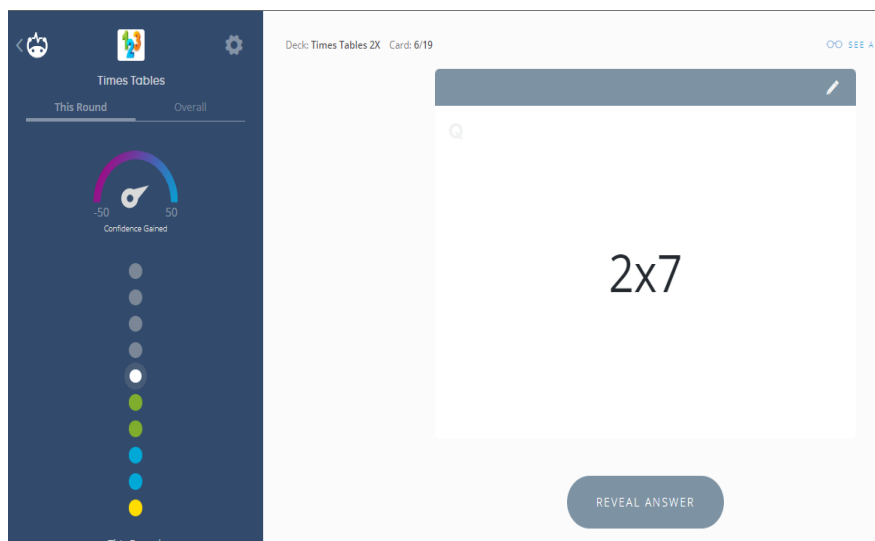 Times Tables
This Round Overall
-50 50
Confidence Gained
Deck: Times Tables 2X Card: 6/19
SEE A
Q
2x7
REVEAL ANSWER